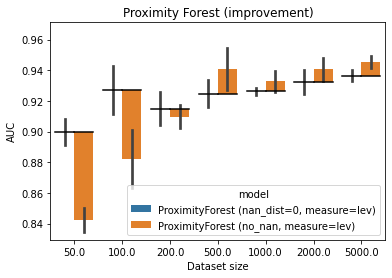 Proximity Forest (improvement)
AUC
0.96
0.94
0.92
0.90
0.88
0.86
0.84
model
ProximityForest (nan_dist=0, measure=lev)
ProximityForest (no_nan, measure=lev)
50.0 100.0 200.0 500.0 1000.0 2000.0 5000.0
Dataset size